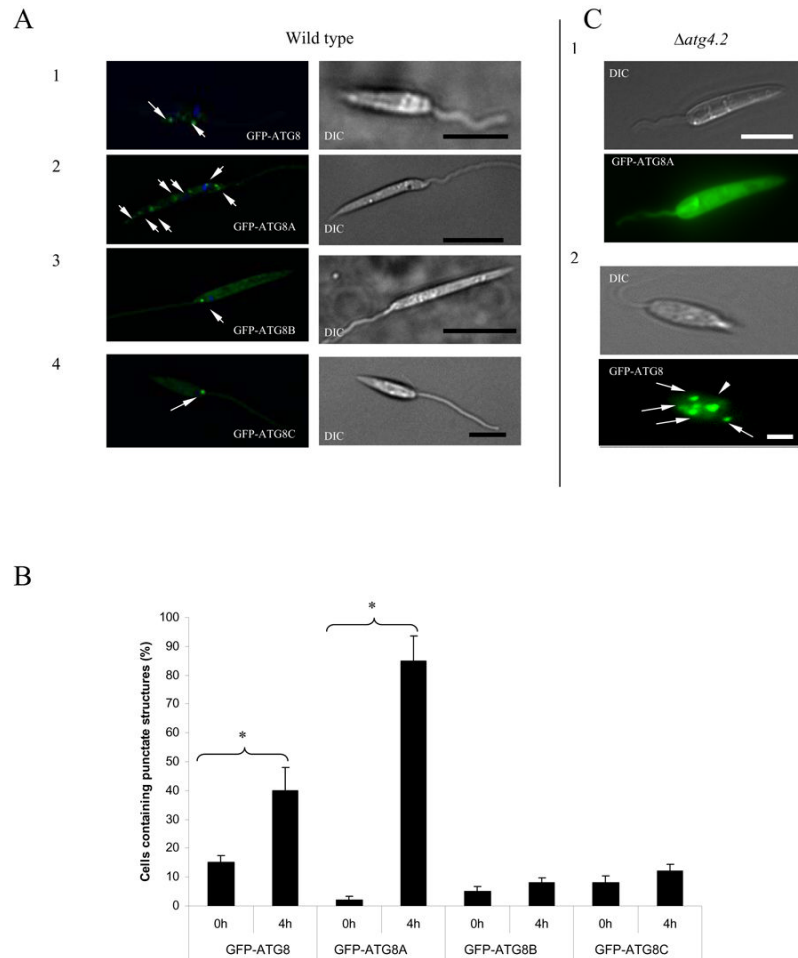 A
Wild type
1
GFP-ATG8
DIC
2
GFP-ATG8A
DIC
3
GFP-ATG8B
DIC
4
GFP-ATG8C
DIC
C
Δatg4.2
1
DIC
GFP-ATG8A
2
DIC
GFP-ATG8
B
Cells containing punctate structures (%)
100
90
80
70
60
50
40
30
20
10
0
*
*
0h 4h 0h 4h 0h 4h 0h 4h
GFP-ATG8 GFP-ATG8A GFP-ATG8B GFP-ATG8C